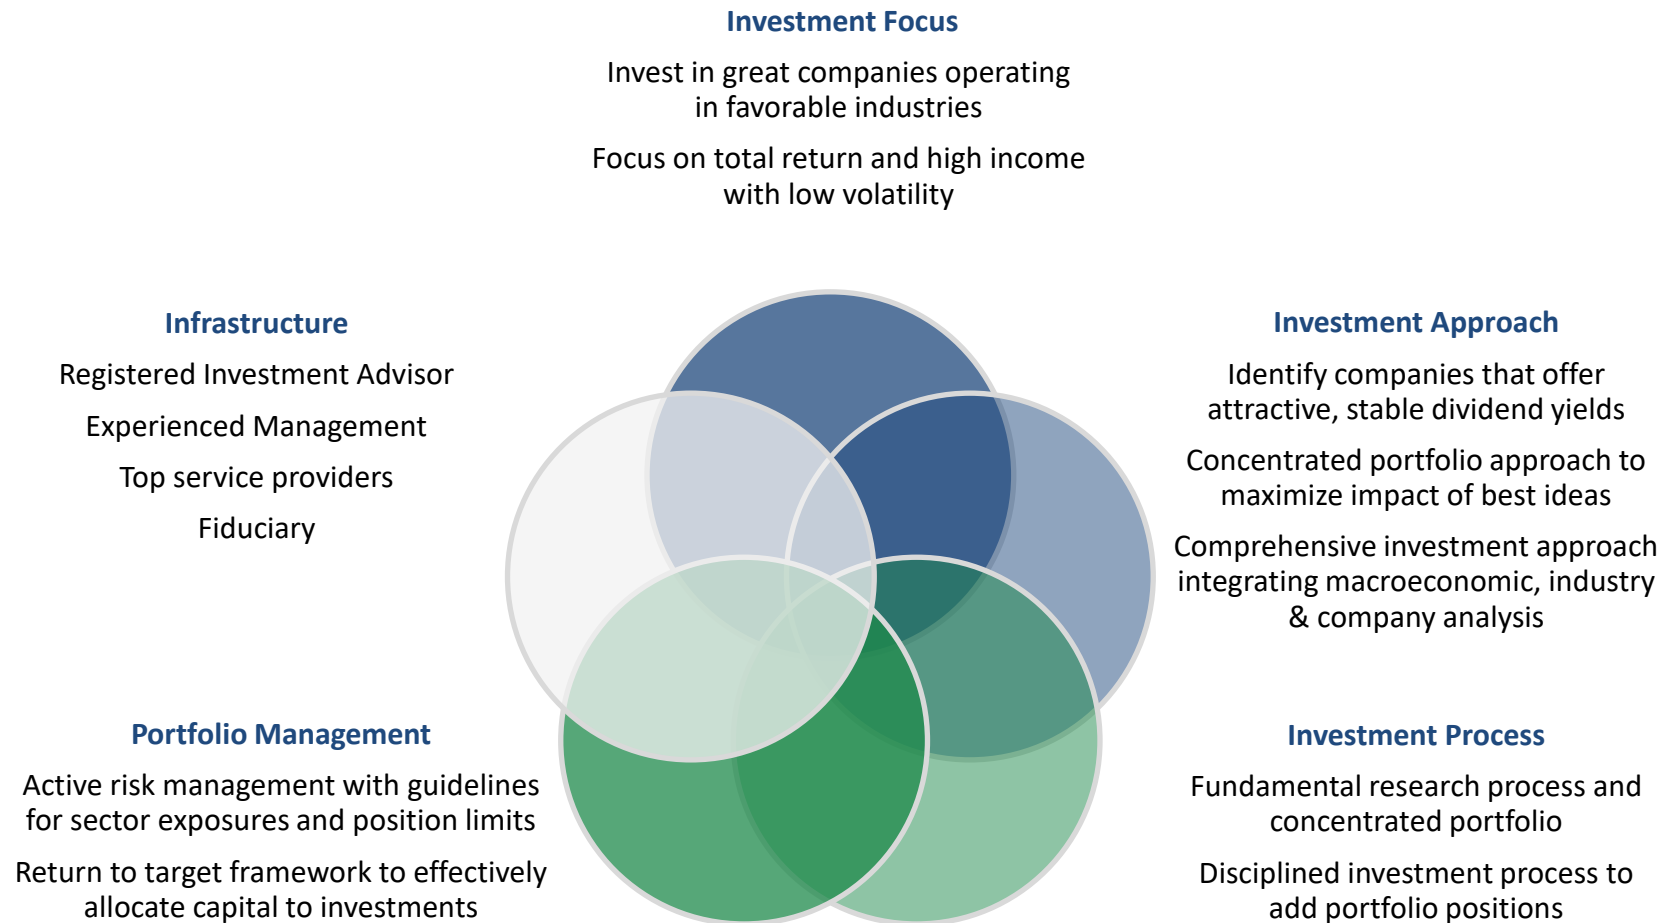 Investment Focus
Invest in great companies operating
in favorable industries
Focus on total return and high income
with low volatility
Infrastructure
Registered Investment Advisor
Experienced Management
Top service providers
Fiduciary
Investment Approach
Identify companies that offer
attractive, stable dividend yields
Concentrated portfolio approach to
maximize impact of best ideas
Comprehensive investment approach
integrating macroeconomic, industry
& company analysis
Portfolio Management
Active risk management with guidelines
for sector exposures and position limits
Return to target framework to effectively
allocate capital to investments
Investment Process
Fundamental research process and
concentrated portfolio
Disciplined investment process to
add portfolio positions